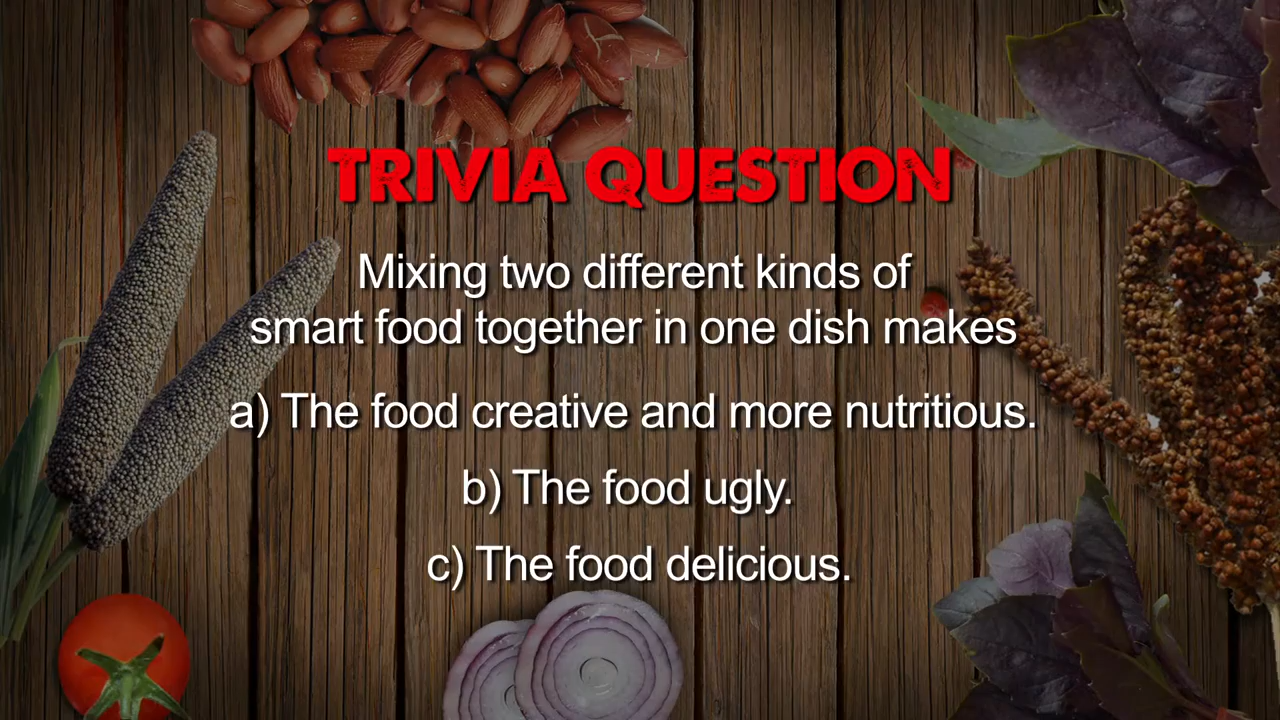 TRIVIA QUESTION
Mixing two different kinds of
smart food together in one dish makes
a) The food creative and more nutritious.
b) The food ugly.
c) The food delicious.